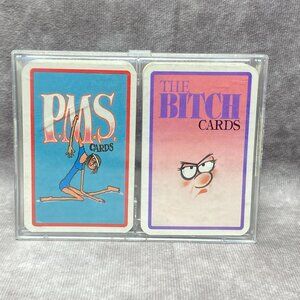 P.M.S.
CARDS
THE
BITCH
CARDS